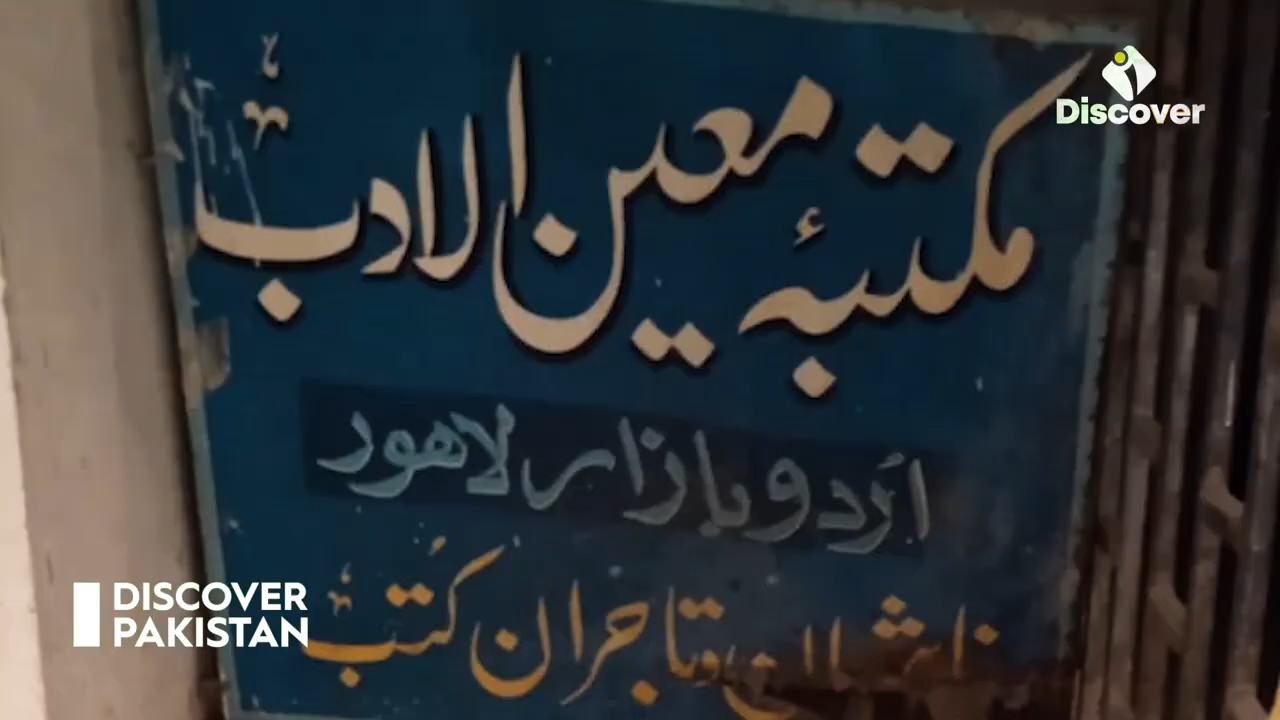 Discover
مکتبۂ معین الادب
اُردو بازار لاہور
ناشران و تاجران کتب
DISCOVER
PAKISTAN